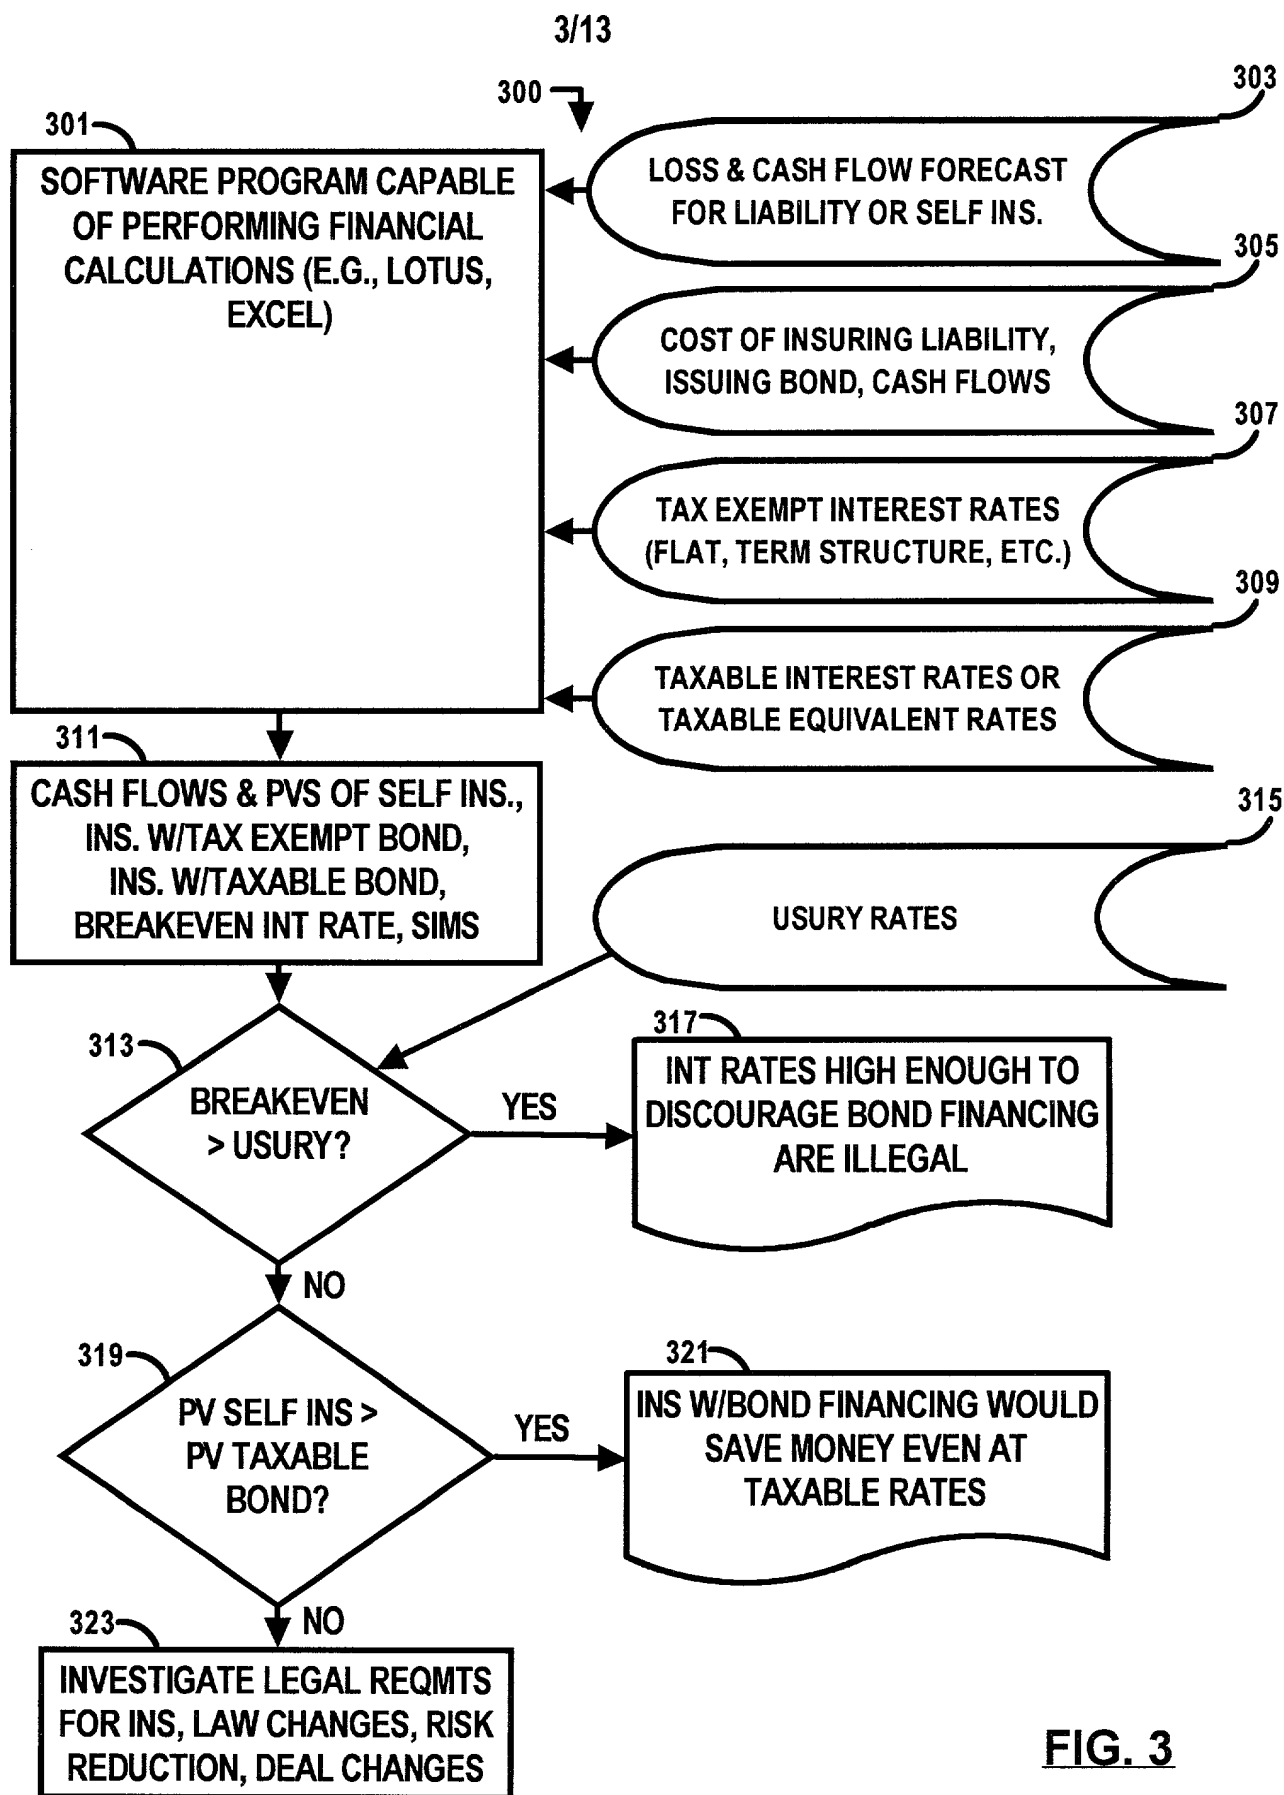 3/13
300
303
301
SOFTWARE PROGRAM CAPABLE
OF PERFORMING FINANCIAL
CALCULATIONS (E.G., LOTUS,
EXCEL)
LOSS & CASH FLOW FORECAST
FOR LIABILITY OR SELF INS.
305
COST OF INSURING LIABILITY,
ISSUING BOND, CASH FLOWS
307
TAX EXEMPT INTEREST RATES
(FLAT, TERM STRUCTURE, ETC.)
309
TAXABLE INTEREST RATES OR
TAXABLE EQUIVALENT RATES
311
CASH FLOWS & PVS OF SELF INS.,
INS. W/TAX EXEMPT BOND,
INS. W/TAXABLE BOND,
BREAKEVEN INT RATE, SIMS
315
USURY RATES
313
BREAKEVEN
> USURY?
YES
317
INT RATES HIGH ENOUGH TO
DISCOURAGE BOND FINANCING
ARE ILLEGAL
NO
319
PV SELF INS >
PV TAXABLE
BOND?
YES
321
INS W/BOND FINANCING WOULD
SAVE MONEY EVEN AT
TAXABLE RATES
NO
323
INVESTIGATE LEGAL REQMTS
FOR INS, LAW CHANGES, RISK
REDUCTION, DEAL CHANGES
FIG. 3